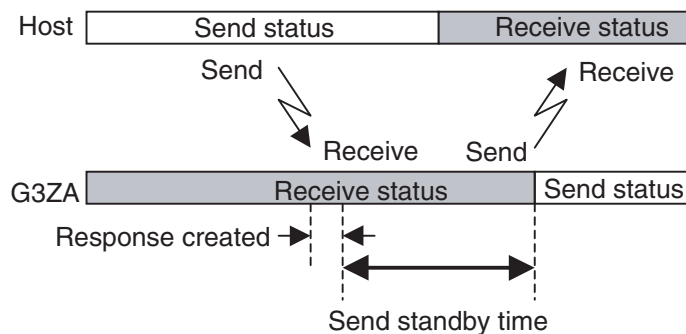 Host
Send status
Receive status
Send
Receive
Receive
Send
G3ZA
Receive status
Send status
Response created
Send standby time